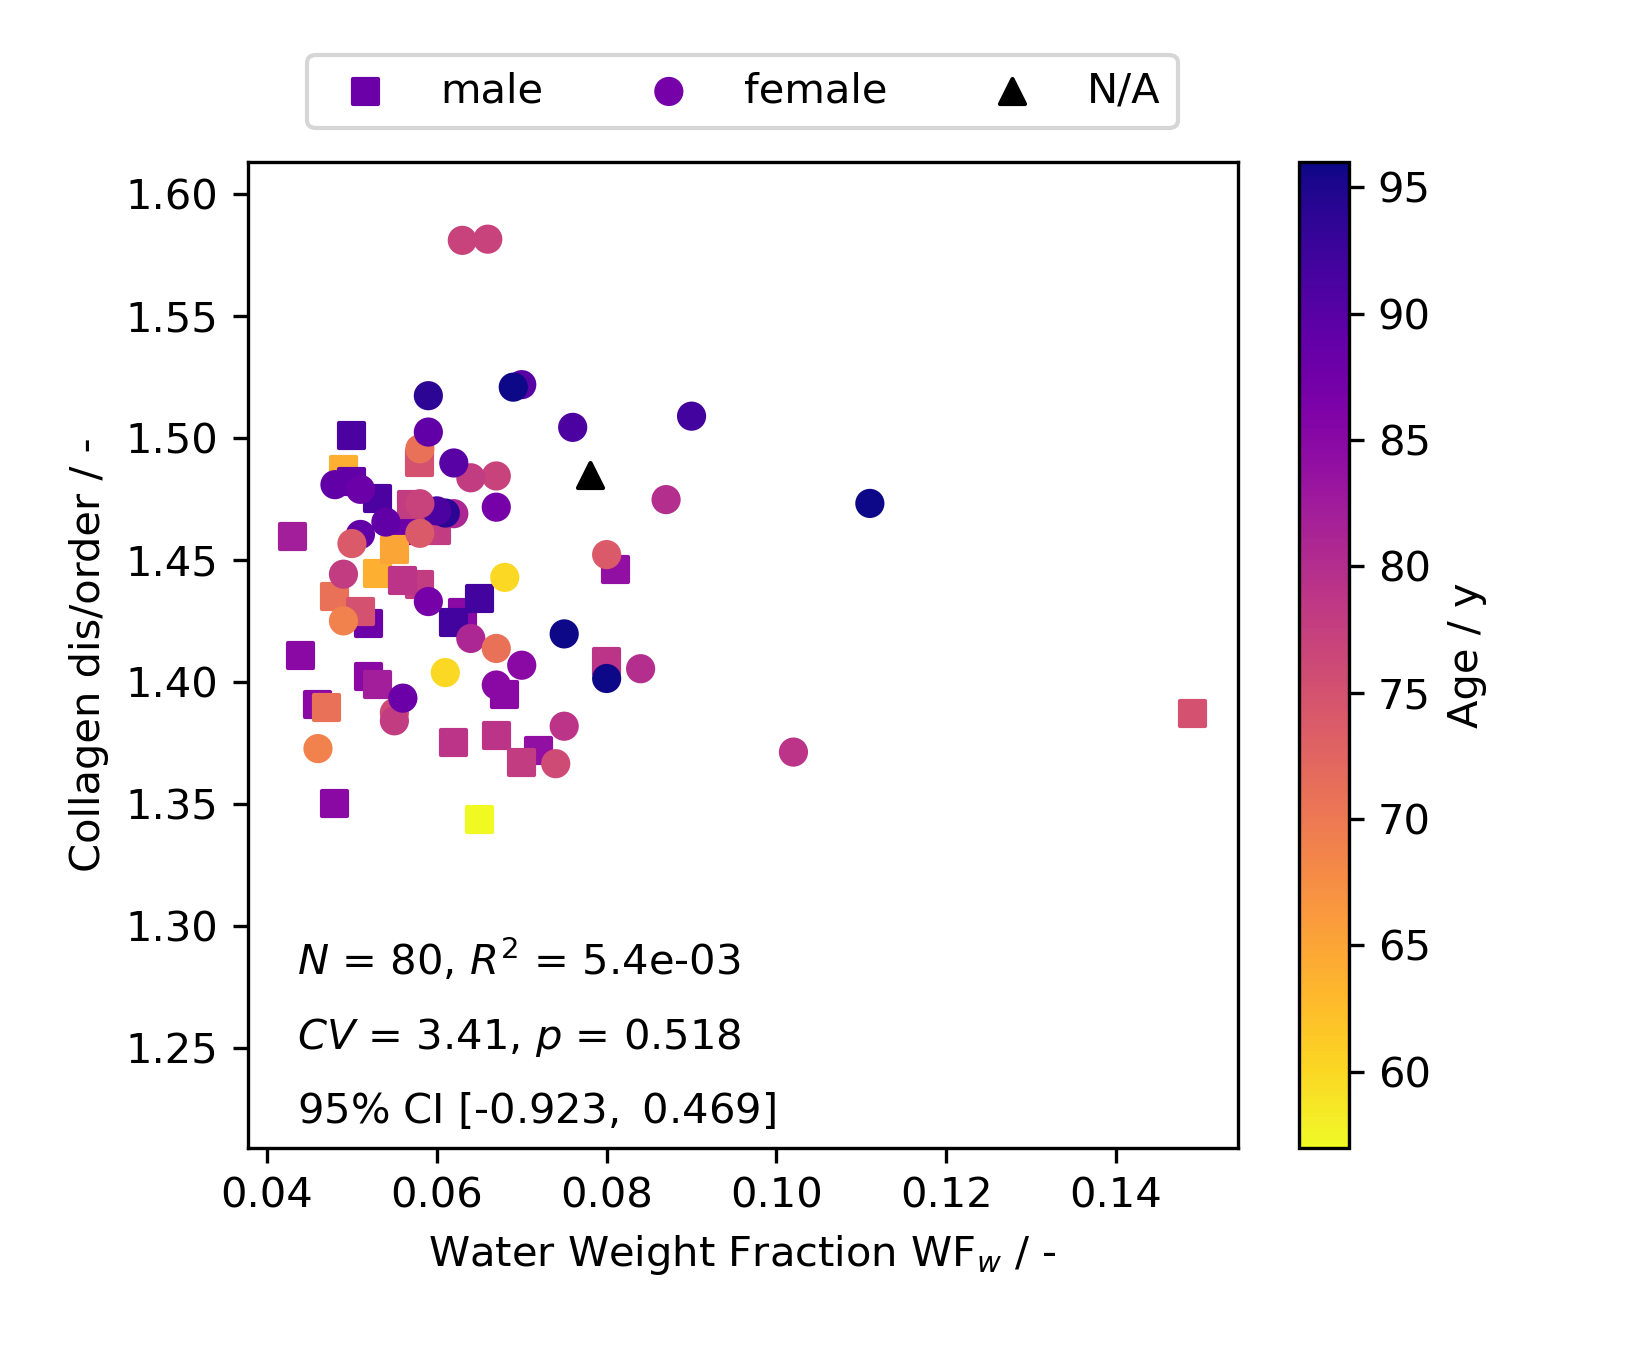 male female N/A
1.60
1.55
1.50
1.45
1.40
1.35
1.30
1.25
Collagen dis/order / -
N = 80, R² = 5.4e-03
CV = 3.41, p = 0.518
95% CI [-0.923, 0.469]
0.04 0.06 0.08 0.10 0.12 0.14
Water Weight Fraction WF_w / -
95
90
85
80
75
70
65
60
Age / y